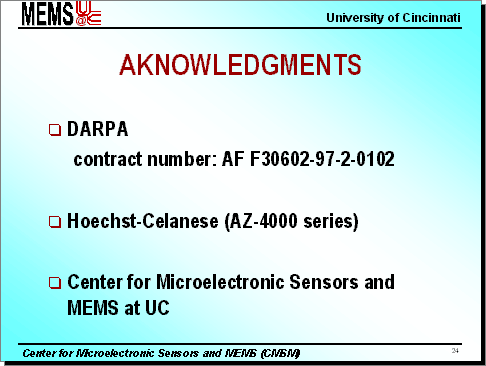 MEMS UC @ University of Cincinnati
AKNOWLEDGMENTS
DARPA
contract number: AF F30602-97-2-0102
Hoechst-Celanese (AZ-4000 series)
Center for Microelectronic Sensors and
MEMS at UC
Center for Microelectronic Sensors and MEMS (CMSM) 24